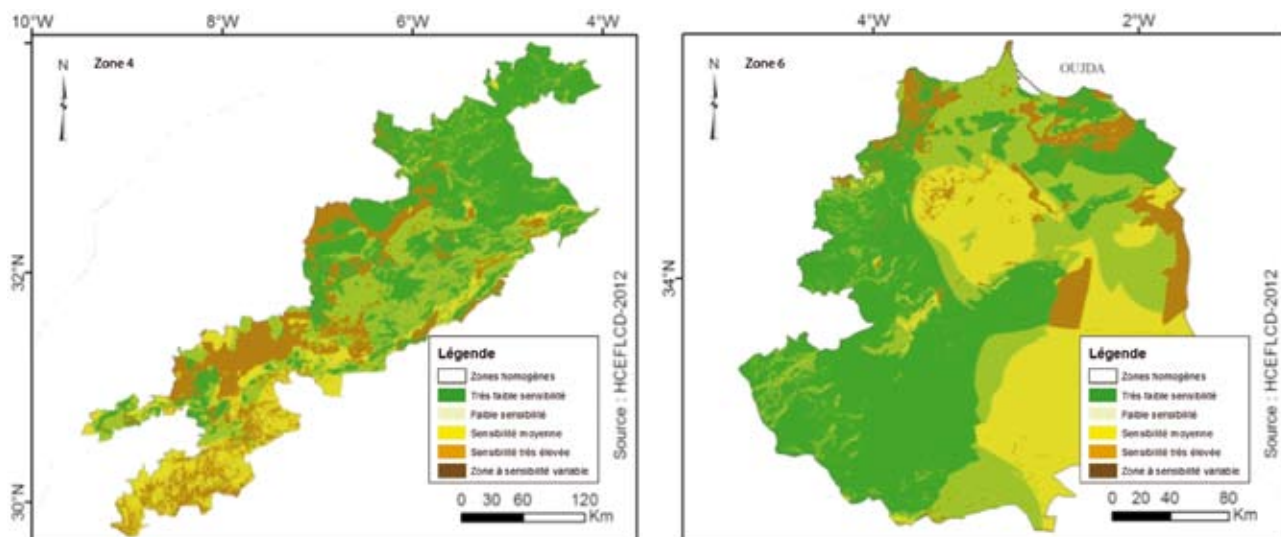 10°W 8°W 6°W 4°W
N Zone 4
32°N
30°N
Légende
Zones homogènes
Très faible sensibilité
Faible sensibilité
Sensibilité moyenne
Sensibilité très élevée
Zone à sensibilité variable
0 30 60 120
Km
Source : HCEFLCD-2012
4°W 2°W
N Zone 6
OUJDA
34°N
Légende
Zones homogènes
Très faible sensibilité
Faible sensibilité
Sensibilité moyenne
Sensibilité très élevée
Zone à sensibilité variable
0 20 40 80
Km
Source : HCEFLCD-2012